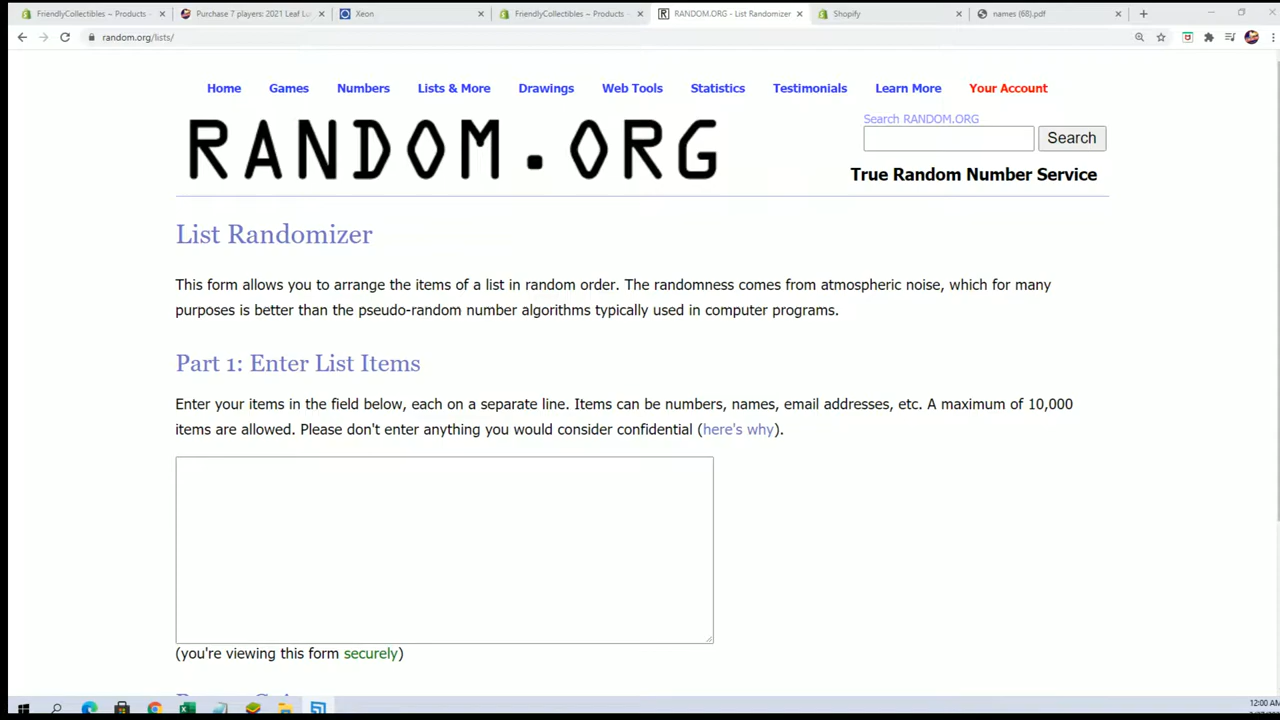 FriendlyCollectibles ~ Products
Purchase 7 players: 2021 Leaf Lu
Xeon
FriendlyCollectibles ~ Products
RANDOM.ORG - List Randomizer
Shopify
names (68).pdf
random.org/lists/
Home Games Numbers Lists & More Drawings Web Tools Statistics Testimonials Learn More Your Account
RANDOM.ORG
Search RANDOM.ORG
Search
True Random Number Service
List Randomizer
This form allows you to arrange the items of a list in random order. The randomness comes from atmospheric noise, which for many
purposes is better than the pseudo-random number algorithms typically used in computer programs.
Part 1: Enter List Items
Enter your items in the field below, each on a separate line. Items can be numbers, names, email addresses, etc. A maximum of 10,000
items are allowed. Please don't enter anything you would consider confidential (here's why).
(you're viewing this form securely)
12:00 AM